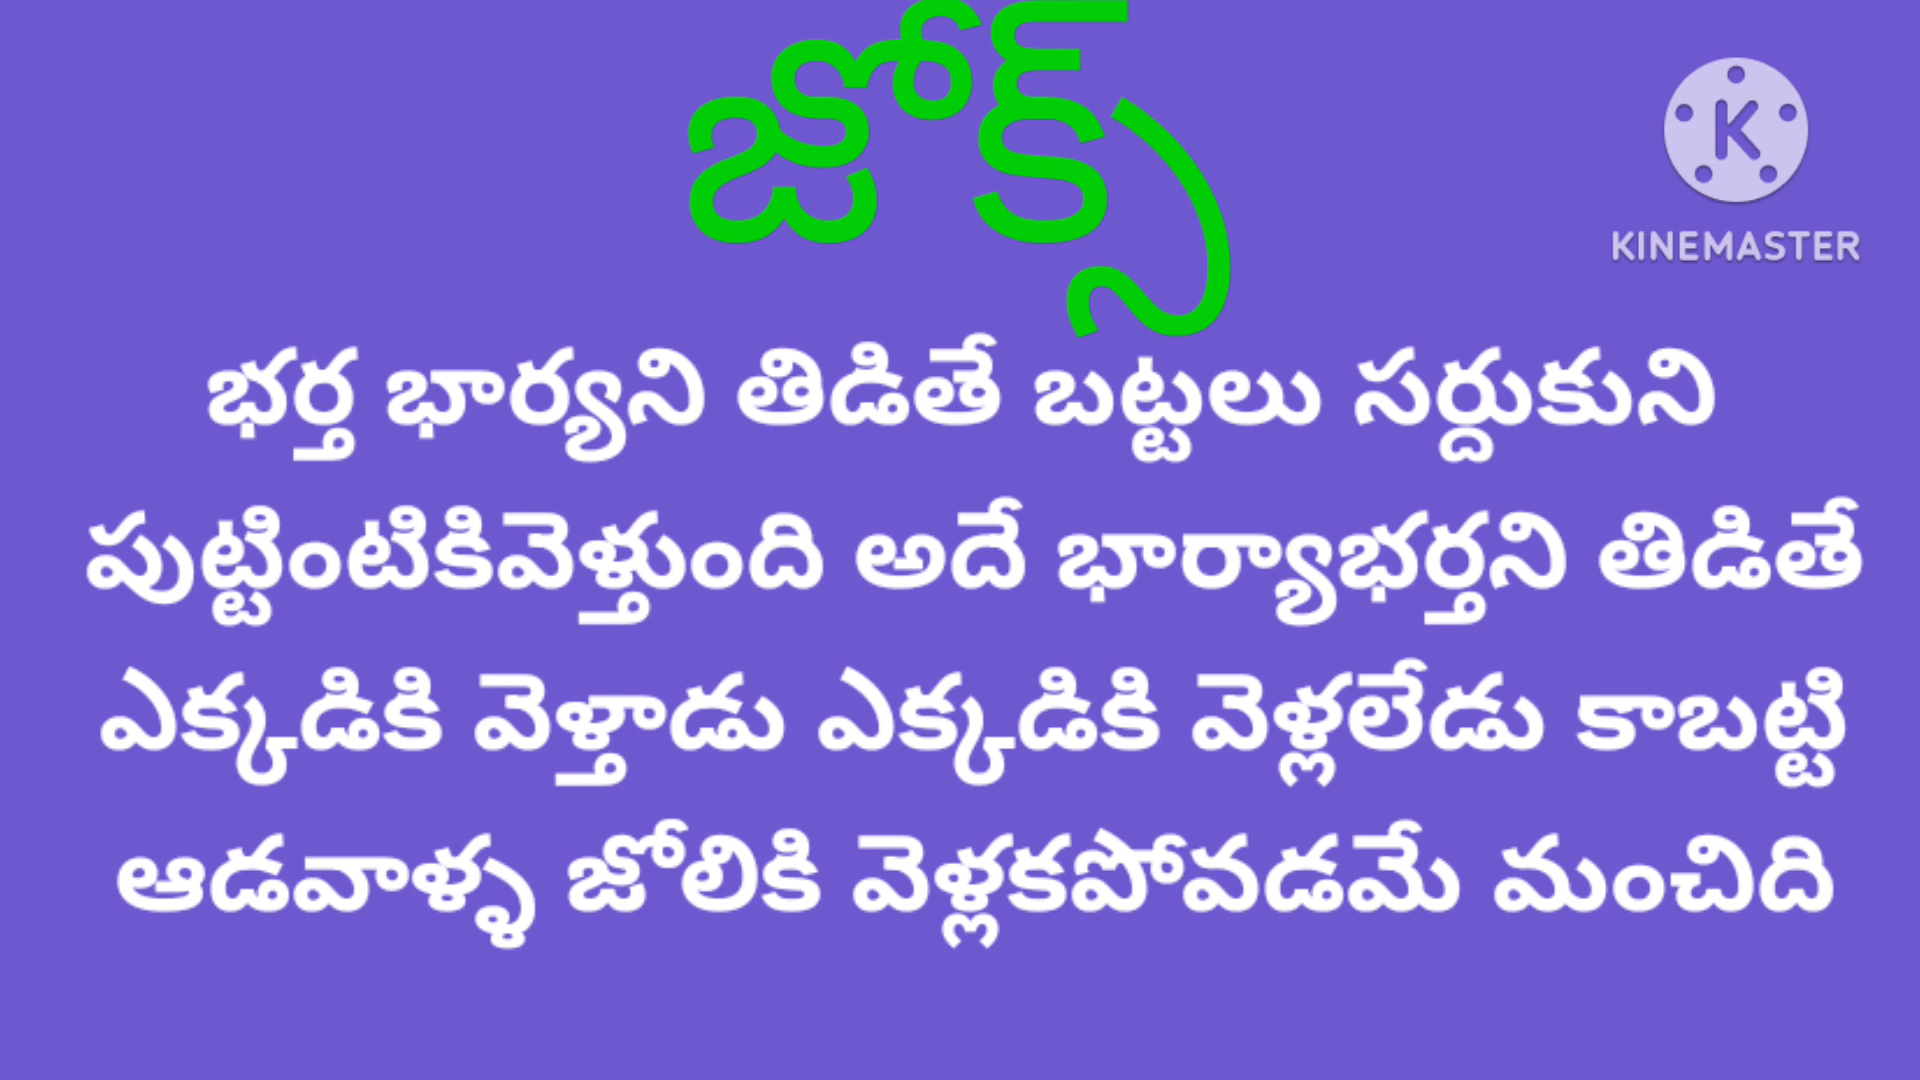 జోక్స్
KINEMASTER
భర్త భార్యని తిడితే బట్టలు సర్దుకుని
పుట్టింటికివెళ్తుంది అదే భార్యాభర్తని తిడితే
ఎక్కడికి వెళ్తాడు ఎక్కడికి వెళ్లలేడు కాబట్టి
ఆడవాళ్ళ జోలికి వెళ్లకపోవడమే మంచిది